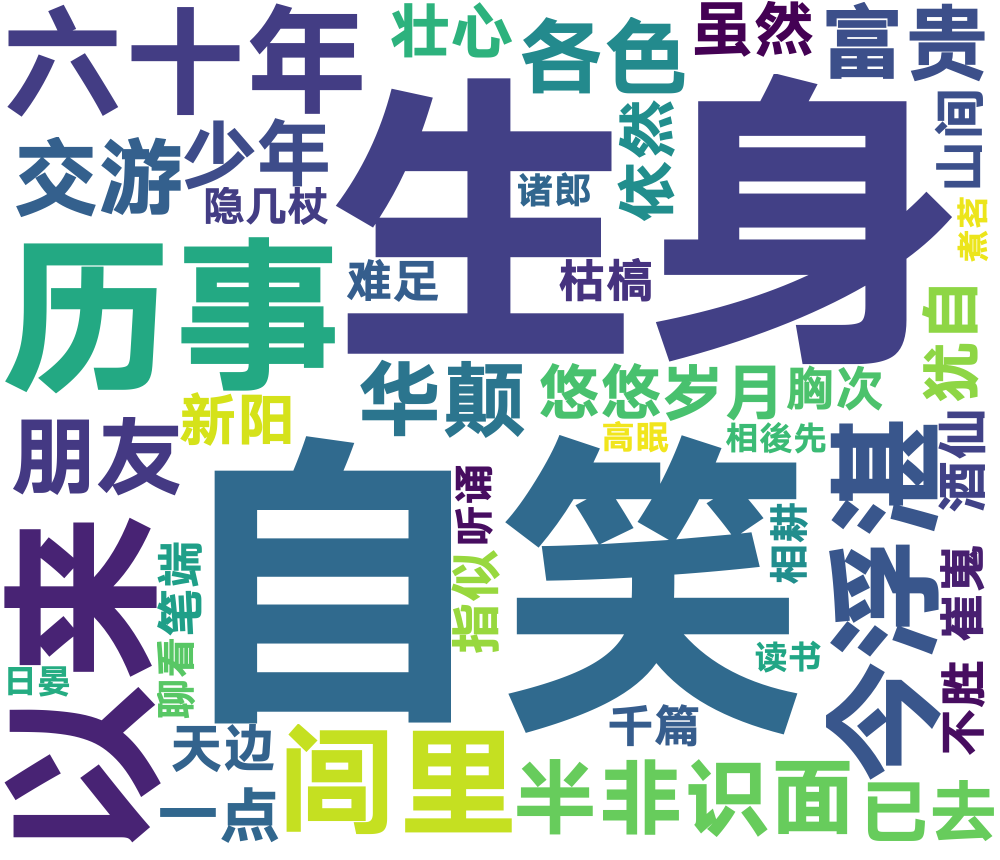 六十年
壮心
各色
虽然
富贵
交游
少年
隐几杖
生身
诸郎
依然
山间
煮茗
历事
难足
枯槁
犹自
华颠
悠悠岁月
胸次
新阳
朋友
高眠
相後先
湛浮
酒仙
以来
自笑
听诵
指似
相耕
崔嵬
笔端
聊看
日晏
读书
今
不胜
天边
千篇
一点
闾里
半非识面
已去